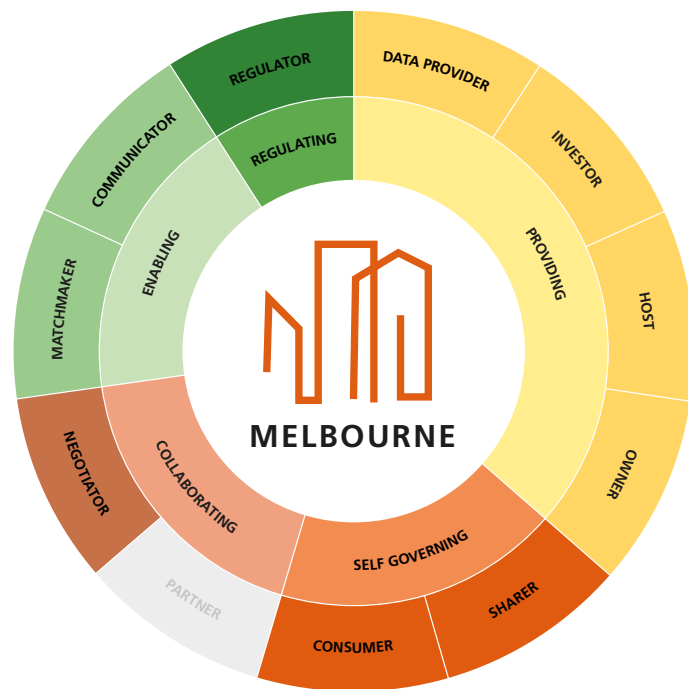 REGULATOR
DATA PROVIDER
INVESTOR
HOST
OWNER
SHARER
CONSUMER
PARTNER
NEGOTIATOR
MATCHMAKER
COMMUNICATOR
REGULATING
PROVIDING
SELF GOVERNING
COLLABORATING
ENABLING
MELBOURNE